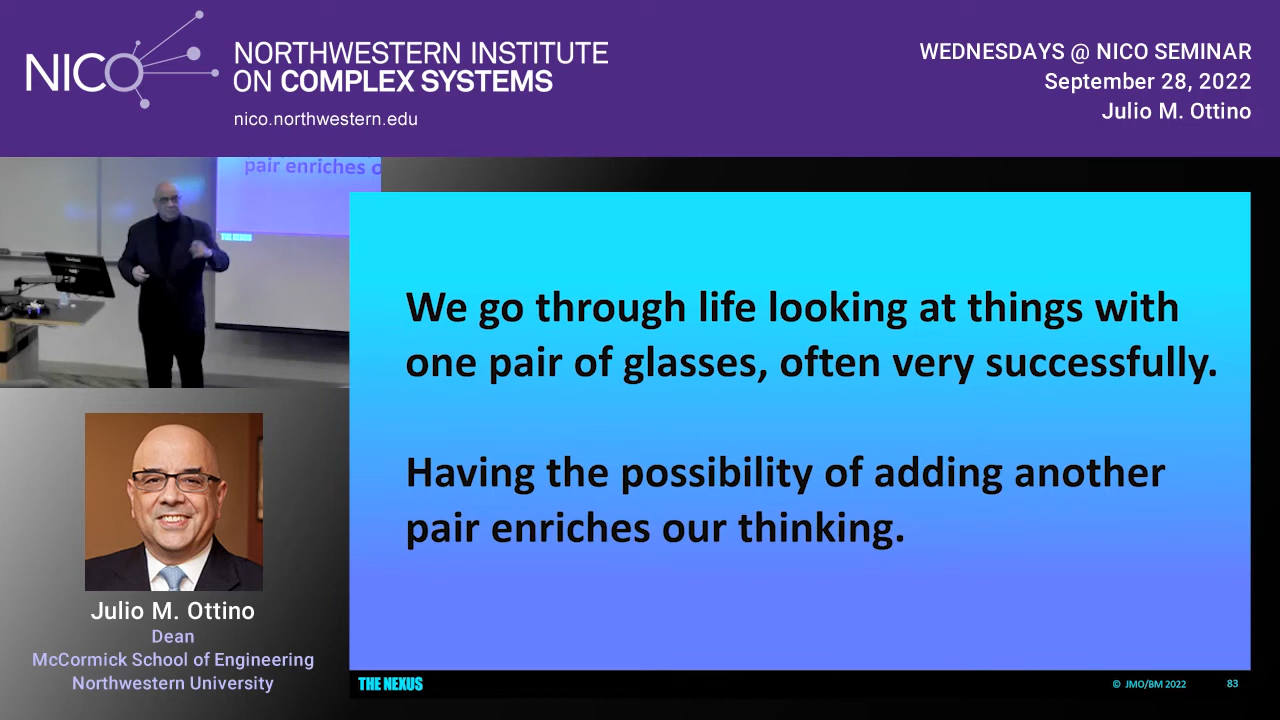 NICO
NORTHWESTERN INSTITUTE
ON COMPLEX SYSTEMS
nico.northwestern.edu
WEDNESDAYS @ NICO SEMINAR
September 28, 2022
Julio M. Ottino
pair enriches o
THE NEXUS
We go through life looking at things with
one pair of glasses, often very successfully.
Having the possibility of adding another
pair enriches our thinking.
Julio M. Ottino
Dean
McCormick School of Engineering
Northwestern University
THE NEXUS
© JMO/BM 2022
83